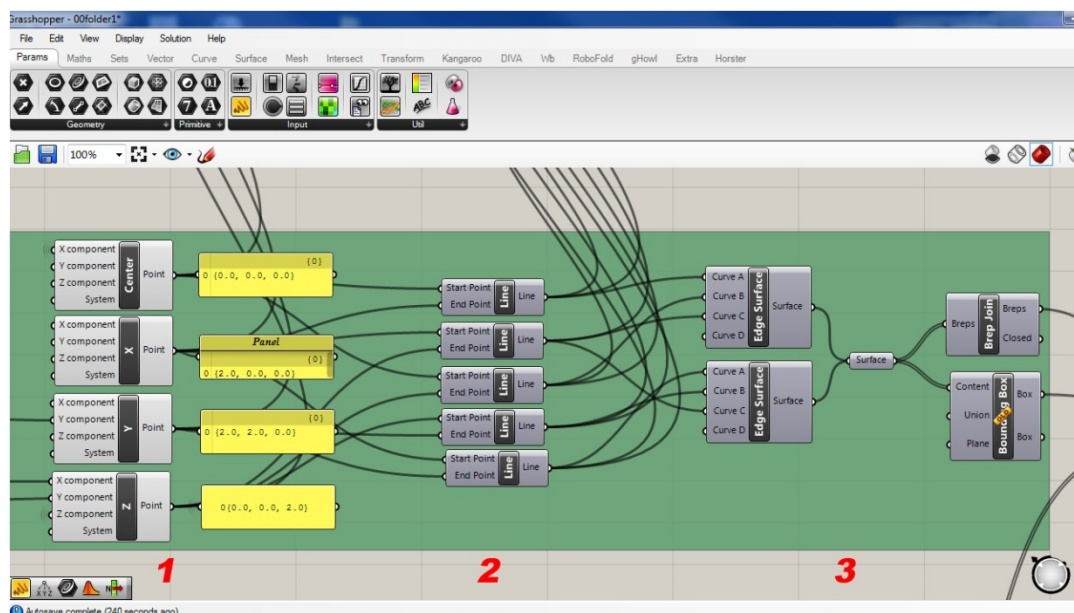 Grasshopper - 00folder1*
File Edit View Display Solution Help
Params Maths Sets Vector Curve Surface Mesh Intersect Transform Kangaroo DIVA Wb RoboFold gHowl Extra Horster
Geometry
Primitive
Input
Util
100%
X component
Y component
Z component
System
Center
Point
{0}
0 {0.0, 0.0, 0.0}
X component
Y component
Z component
System
X
Point
Panel
{0}
0 {2.0, 0.0, 0.0}
X component
Y component
Z component
System
Y
Point
{0}
0 {2.0, 2.0, 0.0}
X component
Y component
Z component
System
Z
Point
0{0.0, 0.0, 2.0}
Start Point
End Point
Line
Line
Start Point
End Point
Line
Line
Start Point
End Point
Line
Line
Start Point
End Point
Line
Line
Start Point
End Point
Line
Line
Curve A
Curve B
Curve C
Curve D
Edge Surface
Surface
Curve A
Curve B
Curve C
Curve D
Edge Surface
Surface
Surface
Breps
Brep Join
Breps
Closed
Content
Union
Plane
Bounding Box
Box
Box
1
2
3
Autosave complete (240 seconds ago)